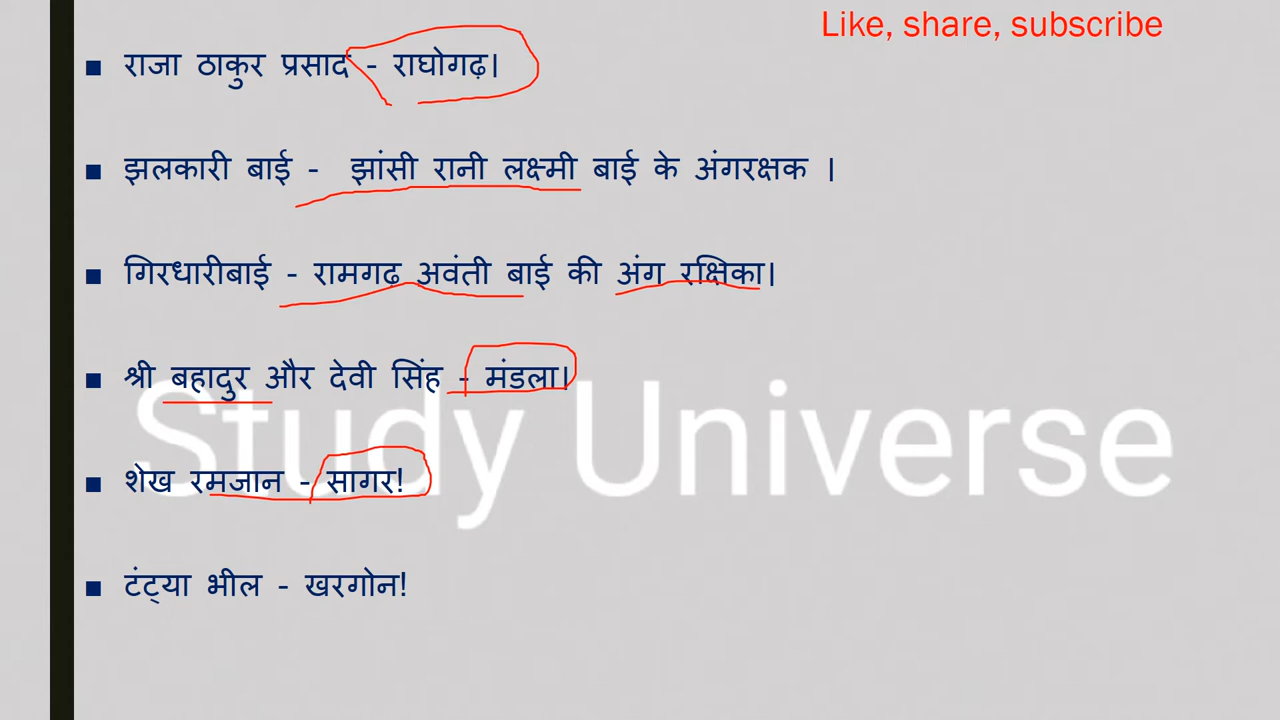 Like, share, subscribe
राजा ठाकुर प्रसाद - राघोगढ़।
झलकारी बाई - झांसी रानी लक्ष्मी बाई के अंगरक्षक ।
गिरधारीबाई - रामगढ़ अवंती बाई की अंग रक्षिका।
श्री बहादुर और देवी सिंह - मंडला।
Study Universe
शेख रमजान - सागर!
टंट्या भील - खरगोन!